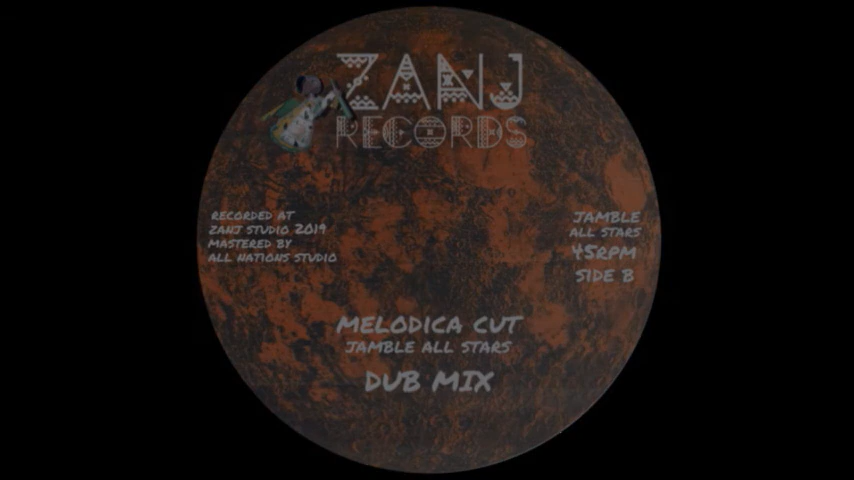 ZANJ
RECORDS
RECORDED AT
ZANJ STUDIO 2019
MASTERED BY
ALL NATIONS STUDIO
JAMBLE
ALL STARS
45RPM
SIDE B
MELODICA CUT
JAMBLE ALL STARS
DUB MIX